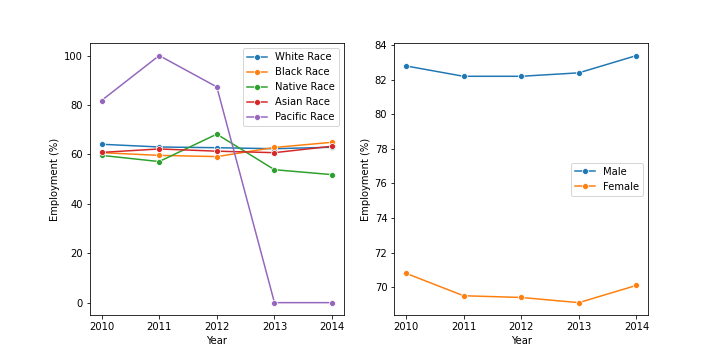 100
80
60
40
20
0
Employment (%)
2010 2011 2012 2013 2014
Year
White Race
Black Race
Native Race
Asian Race
Pacific Race
84
82
80
78
76
74
72
70
Employment (%)
2010 2011 2012 2013 2014
Year
Male
Female